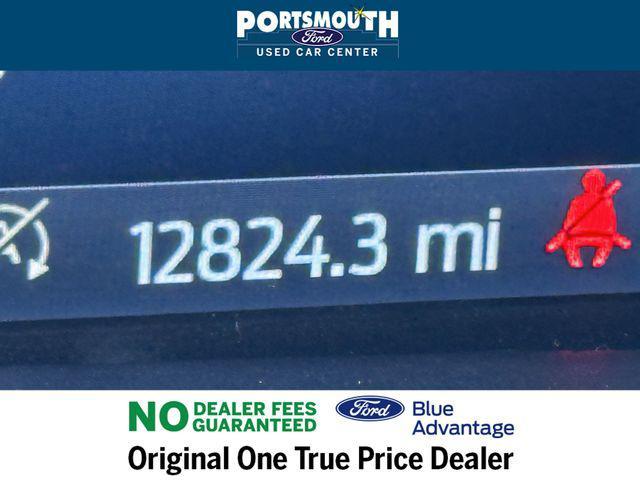 PORTSMOUTH
Ford
USED CAR CENTER
12824.3 mi
NO DEALER FEES
GUARANTEED
Ford
Blue
Advantage
Original One True Price Dealer